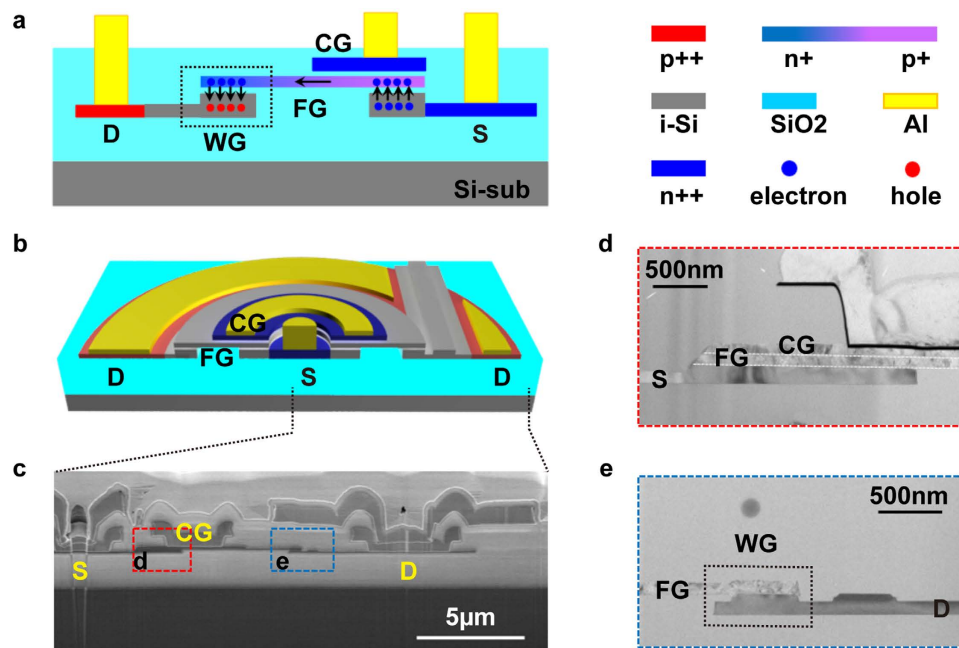 a
CG
D
WG
FG
S
Si-sub
p++
n+
p+
i-Si
SiO2
Al
n++
electron
hole
b
CG
FG
D
S
D
c
CG
d
e
S
D
5μm
d
500nm
CG
FG
S
e
500nm
WG
FG
D